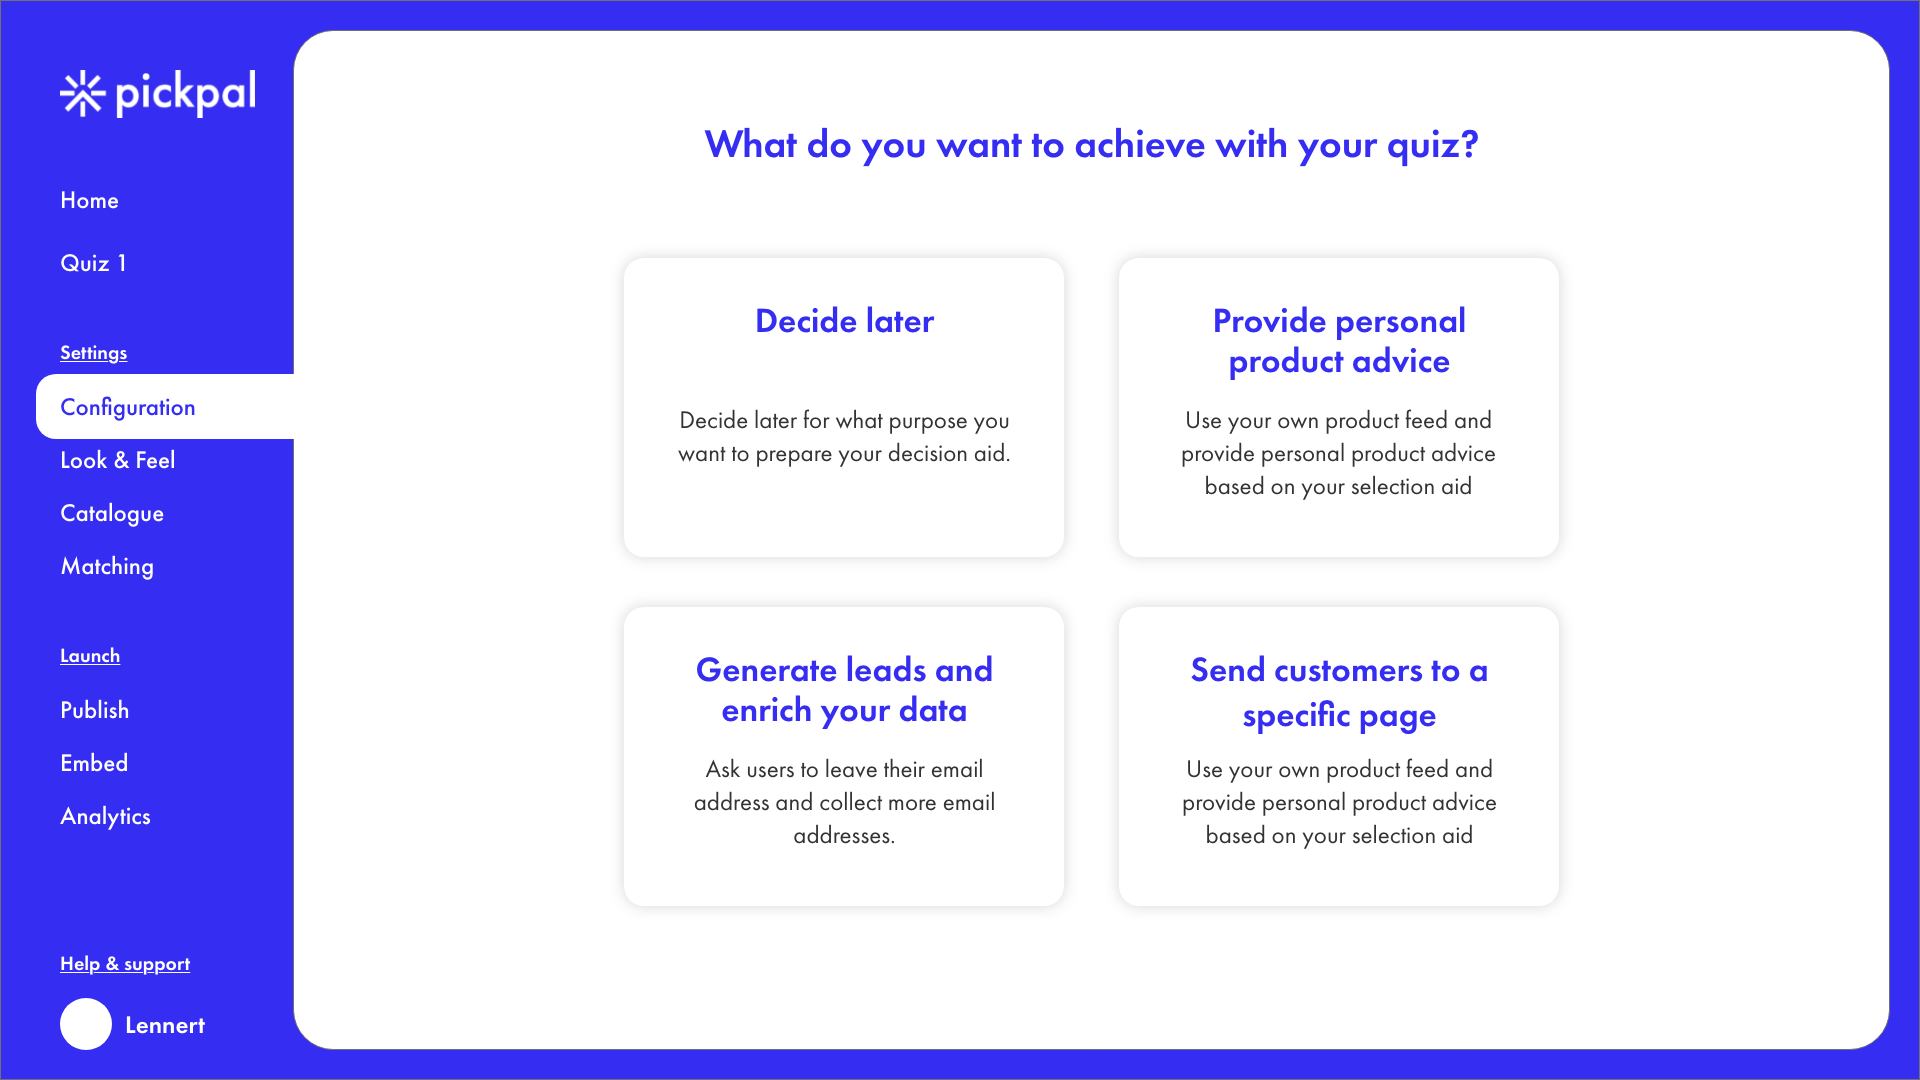 pickpal
Home
Quiz 1
Settings
Configuration
Look & Feel
Catalogue
Matching
Launch
Publish
Embed
Analytics
Help & support
Lennert
What do you want to achieve with your quiz?
Decide later
Decide later for what purpose you
want to prepare your decision aid.
Provide personal
product advice
Use your own product feed and
provide personal product advice
based on your selection aid
Generate leads and
enrich your data
Ask users to leave their email
address and collect more email
addresses.
Send customers to a
specific page
Use your own product feed and
provide personal product advice
based on your selection aid